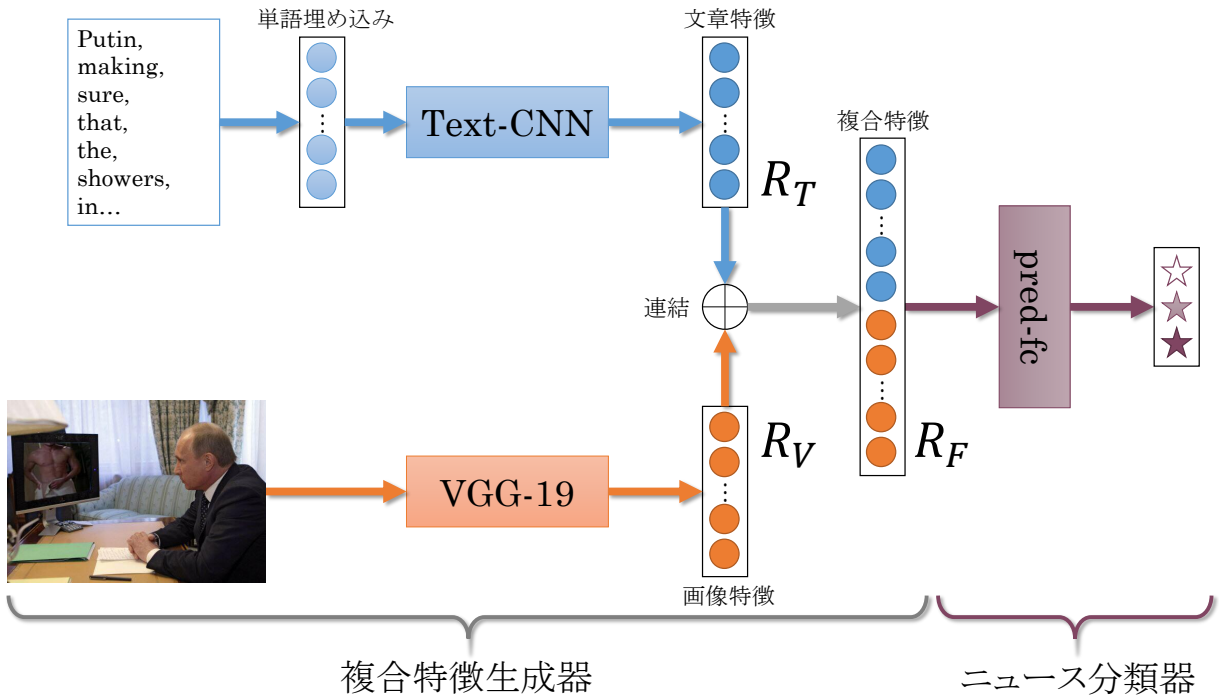 単語埋め込み
文章特徴
Putin,
making,
sure,
that,
the,
showers,
in…
Text-CNN
複合特徴
R_T
連結
pred-fc
R_V
R_F
VGG-19
画像特徴
複合特徴生成器
ニュース分類器